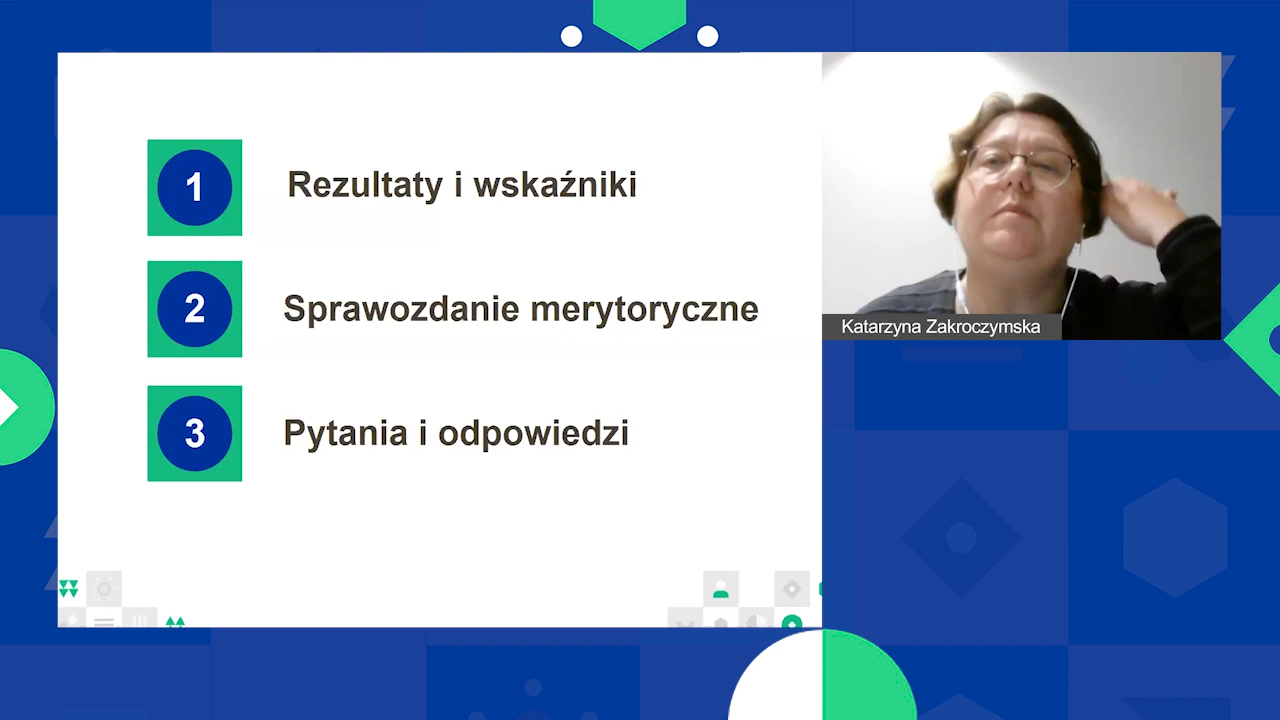 1 Rezultaty i wskaźniki
2 Sprawozdanie merytoryczne
3 Pytania i odpowiedzi
Katarzyna Zakroczymska